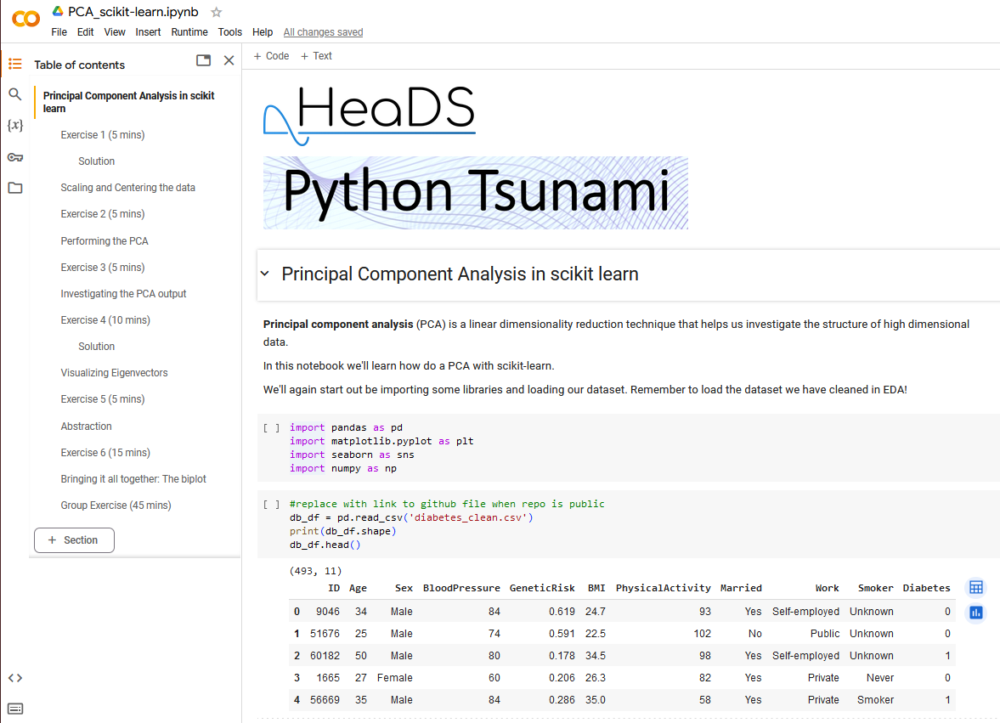 PCA_scikit-learn.ipynb
File Edit View Insert Runtime Tools Help All changes saved
Table of contents
Principal Component Analysis in scikit
learn
Exercise 1 (5 mins)
Solution
Scaling and Centering the data
Exercise 2 (5 mins)
Performing the PCA
Exercise 3 (5 mins)
Investigating the PCA output
Exercise 4 (10 mins)
Solution
Visualizing Eigenvectors
Exercise 5 (5 mins)
Abstraction
Exercise 6 (15 mins)
Bringing it all together: The biplot
Group Exercise (45 mins)
+ Section
+ Code + Text
HeaDS
Python Tsunami
Principal Component Analysis in scikit learn
Principal component analysis (PCA) is a linear dimensionality reduction technique that helps us investigate the structure of high dimensional
data.
In this notebook we'll learn how do a PCA with scikit-learn.
We'll again start out be importing some libraries and loading our dataset. Remember to load the dataset we have cleaned in EDA!
[ ] import pandas as pd
import matplotlib.pyplot as plt
import seaborn as sns
import numpy as np
[ ] #replace with link to github file when repo is public
db_df = pd.read_csv('diabetes_clean.csv')
print(db_df.shape)
db_df.head()
(493, 11)
ID Age Sex BloodPressure GeneticRisk BMI PhysicalActivity Married Work Smoker Diabetes
0 9046 34 Male 84 0.619 24.7 93 Yes Self-employed Unknown 0
1 51676 25 Male 74 0.591 22.5 102 No Public Unknown 0
2 60182 50 Male 80 0.178 34.5 98 Yes Self-employed Unknown 1
3 1665 27 Female 60 0.206 26.3 82 Yes Private Never 0
4 56669 35 Male 84 0.286 35.0 58 Yes Private Smoker 1